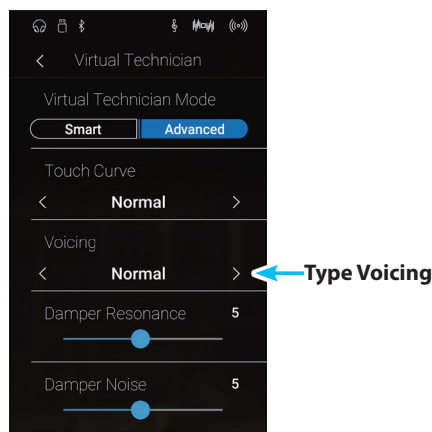 Virtual Technician
Virtual Technician Mode
Smart Advanced
Touch Curve
Normal
Voicing
Normal
Type Voicing
Damper Resonance 5
Damper Noise 5